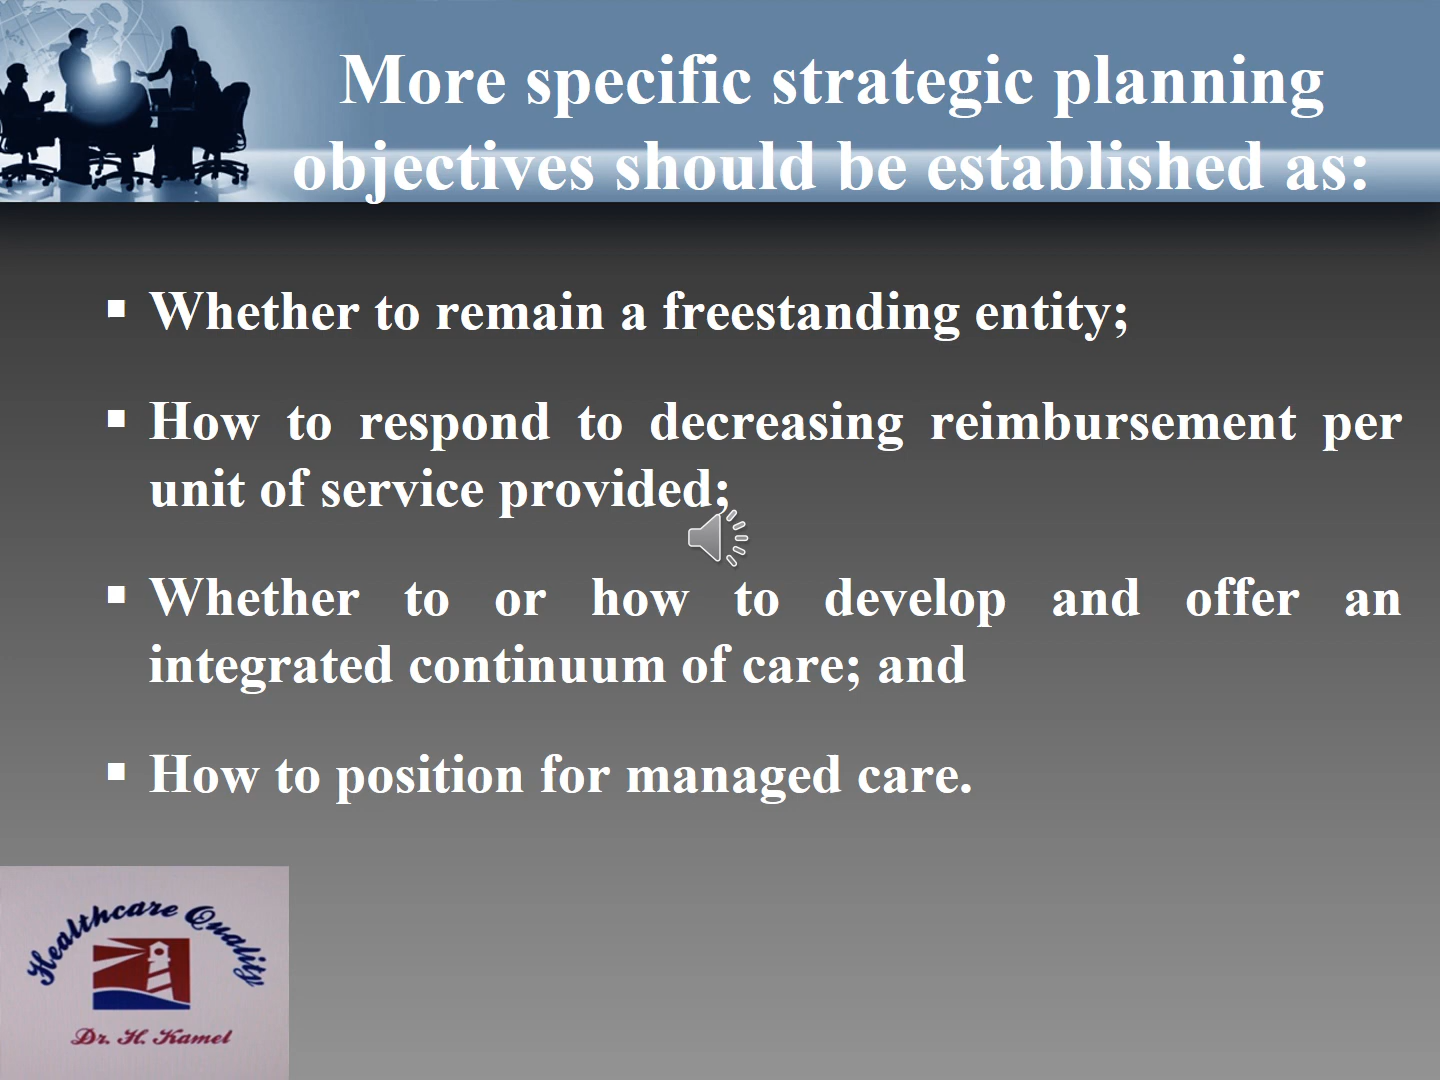 More specific strategic planning
objectives should be established as:
▪ Whether to remain a freestanding entity;
▪ How to respond to decreasing reimbursement per
unit of service provided;
▪ Whether to or how to develop and offer an
integrated continuum of care; and
▪ How to position for managed care.
Healthcare Quality
Dr. H. Kamel